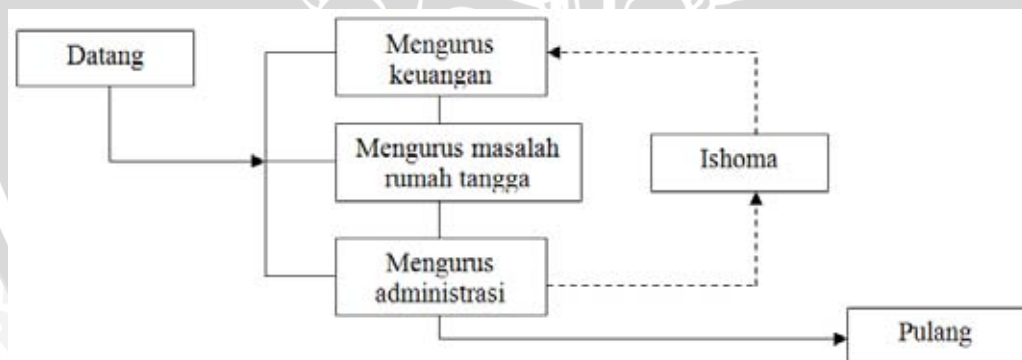 Datang
Mengurus
keuangan
Mengurus masalah
rumah tangga
Ishoma
Mengurus
administrasi
Pulang